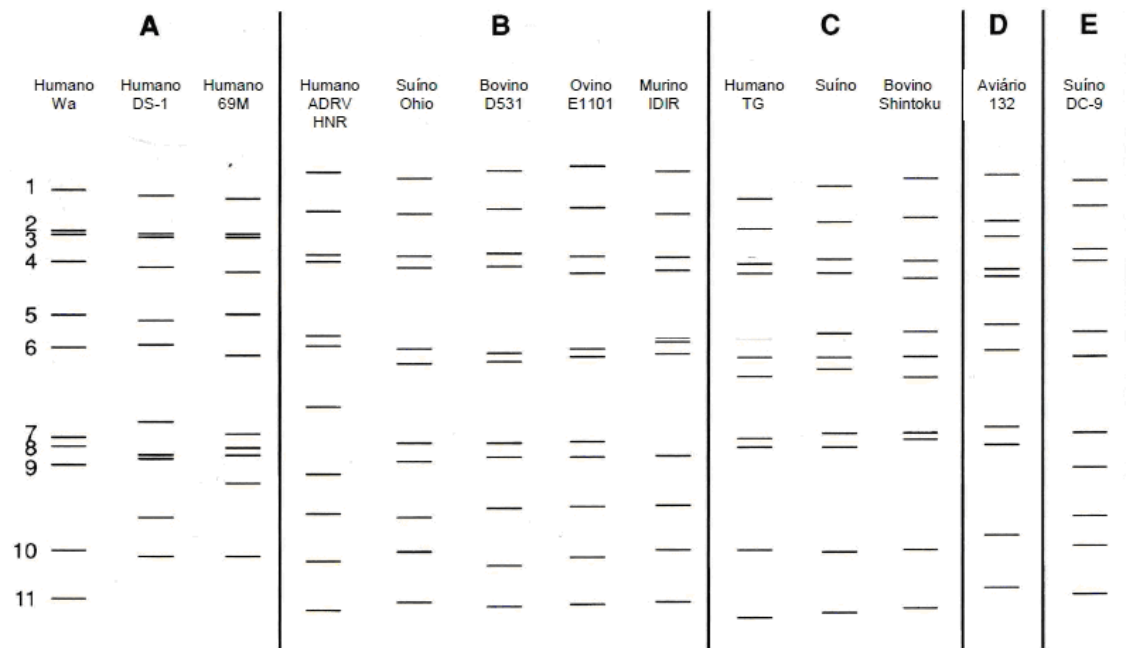 A B C D E
Humano Humano Humano Humano Suíno Bovino Ovino Murino Humano Suíno Bovino Aviário Suíno
Wa DS-1 69M ADRV Ohio D531 E1101 IDIR TG Shintoku 132 DC-9
HNR
1
2
3
4
5
6
7
8
9
10
11